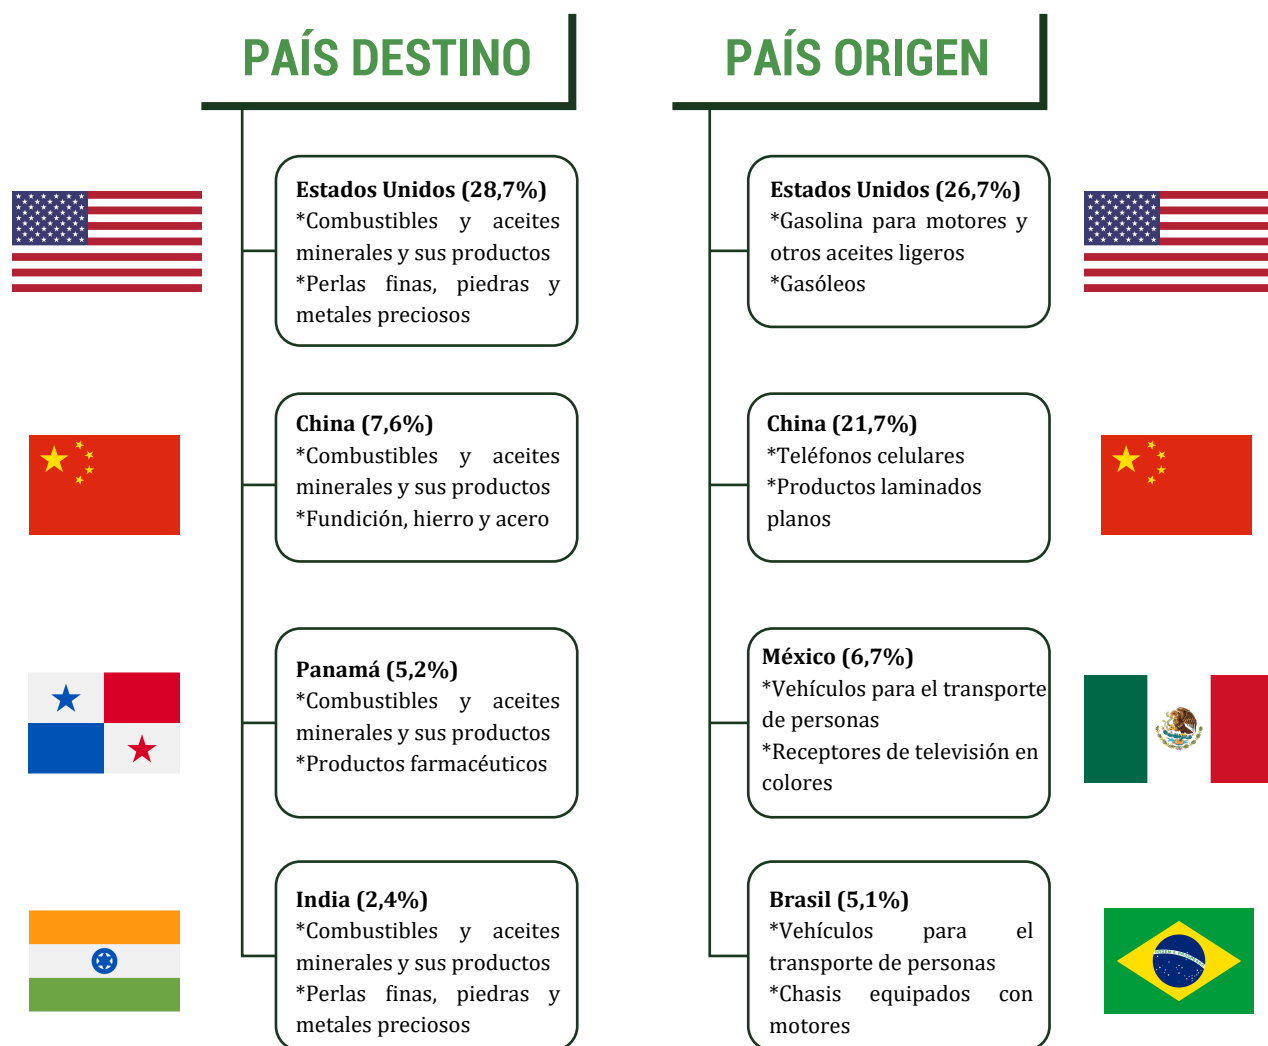 PAÍS DESTINO
Estados Unidos (28,7%)
*Combustibles y aceites
minerales y sus productos
*Perlas finas, piedras y
metales preciosos
China (7,6%)
*Combustibles y aceites
minerales y sus productos
*Fundición, hierro y acero
Panamá (5,2%)
*Combustibles y aceites
minerales y sus productos
*Productos farmacéuticos
India (2,4%)
*Combustibles y aceites
minerales y sus productos
*Perlas finas, piedras y
metales preciosos
PAÍS ORIGEN
Estados Unidos (26,7%)
*Gasolina para motores y
otros aceites ligeros
*Gasóleos
China (21,7%)
*Teléfonos celulares
*Productos laminados
planos
México (6,7%)
*Vehículos para el transporte
de personas
*Receptores de televisión en
colores
Brasil (5,1%)
*Vehículos para el
transporte de personas
*Chasis equipados con
motores